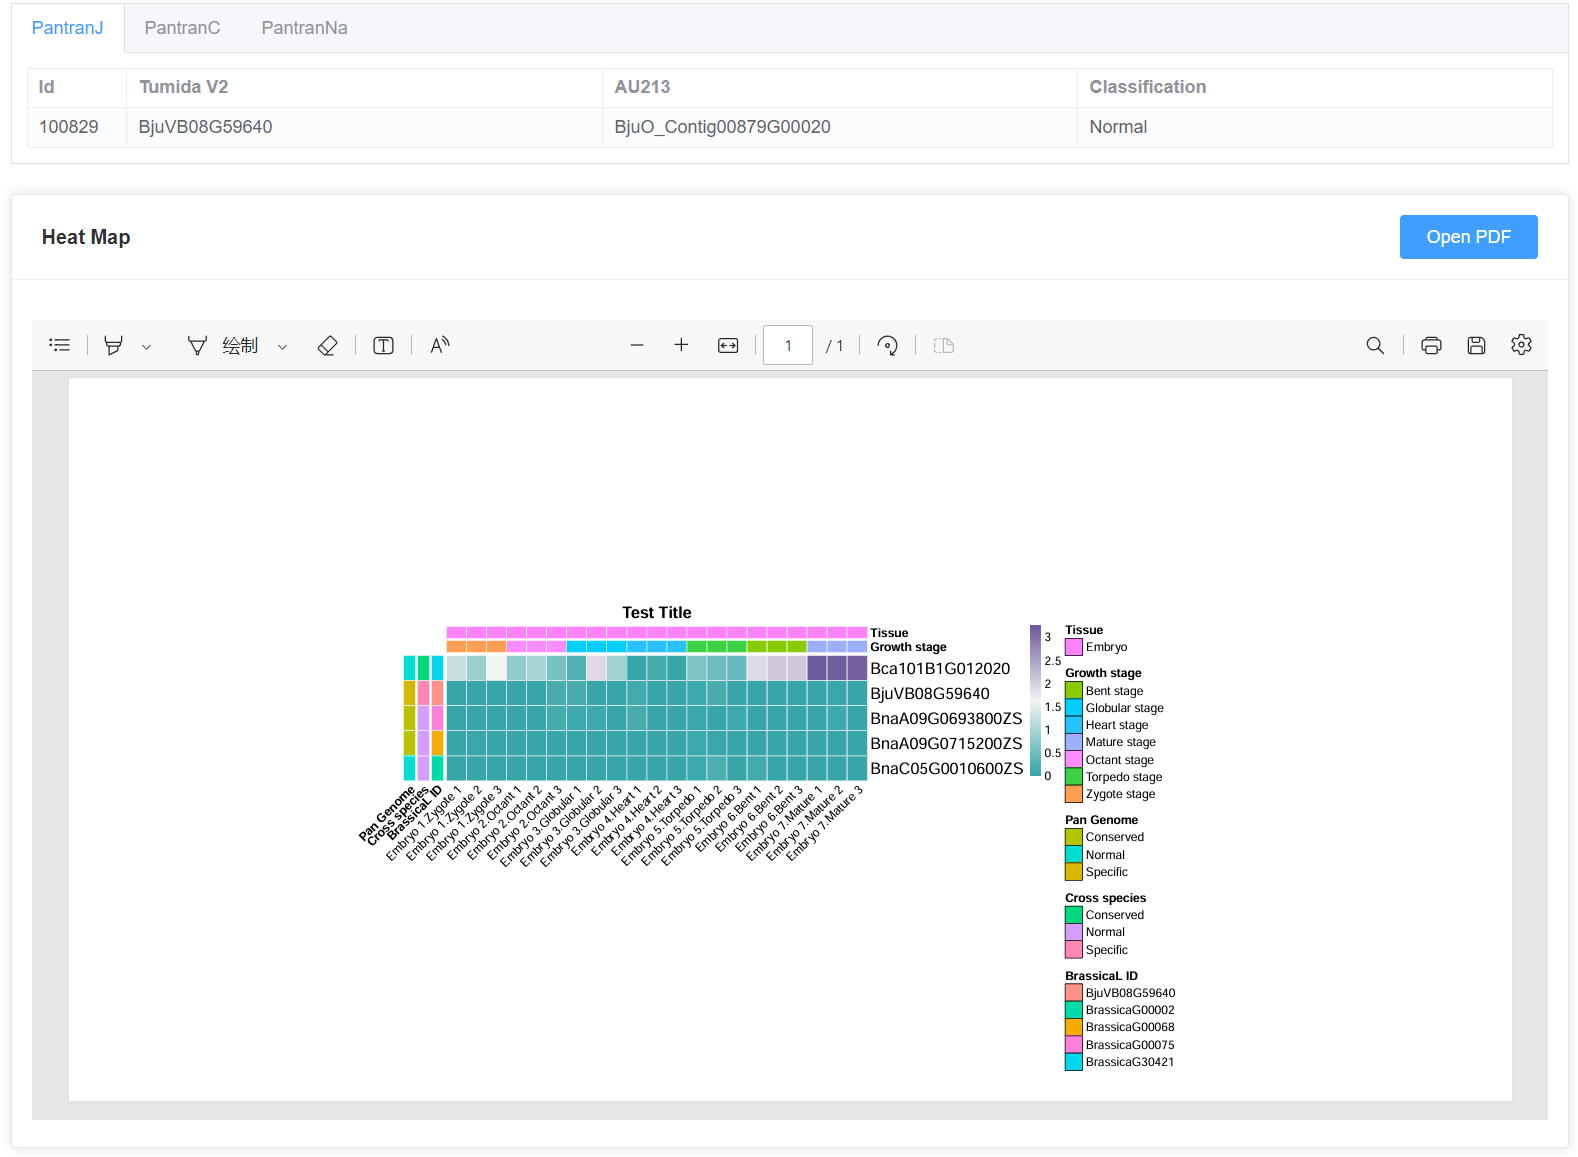 PantranJ PantranC PantranNa
Id Tumida V2 AU213 Classification
100829 BjuVB08G59640 BjuO_Contig00879G00020 Normal
Heat Map
Open PDF
绘制 T A 1 / 1
Test Title
Tissue
Growth stage
Bca101B1G012020
BjuVB08G59640
BnaA09G0693800ZS
BnaA09G0715200ZS
BnaC05G0010600ZS
Pan Genome
Cross species
BrassicaL ID
Embryo 1.Zygote 1
Embryo 1.Zygote 2
Embryo 1.Zygote 3
Embryo 2.Octant 1
Embryo 2.Octant 2
Embryo 2.Octant 3
Embryo 3.Globular 1
Embryo 3.Globular 2
Embryo 3.Globular 3
Embryo 4.Heart 1
Embryo 4.Heart 2
Embryo 4.Heart 3
Embryo 5.Torpedo 1
Embryo 5.Torpedo 2
Embryo 5.Torpedo 3
Embryo 6.Bent 1
Embryo 6.Bent 2
Embryo 6.Bent 3
Embryo 7.Mature 1
Embryo 7.Mature 2
Embryo 7.Mature 3
3
2.5
2
1.5
1
0.5
0
Tissue
Embryo
Growth stage
Bent stage
Globular stage
Heart stage
Mature stage
Octant stage
Torpedo stage
Zygote stage
Pan Genome
Conserved
Normal
Specific
Cross species
Conserved
Normal
Specific
BrassicaL ID
BjuVB08G59640
BrassicaG00002
BrassicaG00068
BrassicaG00075
BrassicaG30421